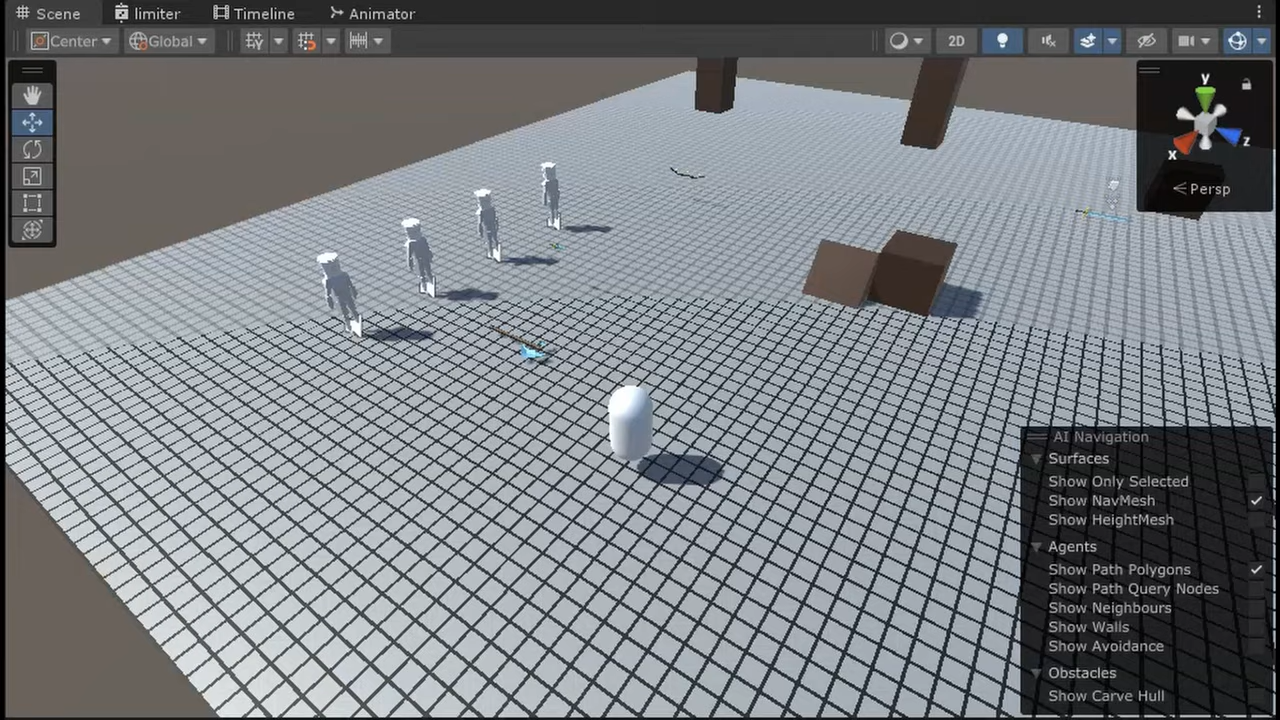 Scene limiter Timeline Animator
Center Global 2D
y
x z
Persp
AI Navigation
Surfaces
Show Only Selected
Show NavMesh
Show HeightMesh
Agents
Show Path Polygons
Show Path Query Nodes
Show Neighbours
Show Walls
Show Avoidance
Obstacles
Show Carve Hull